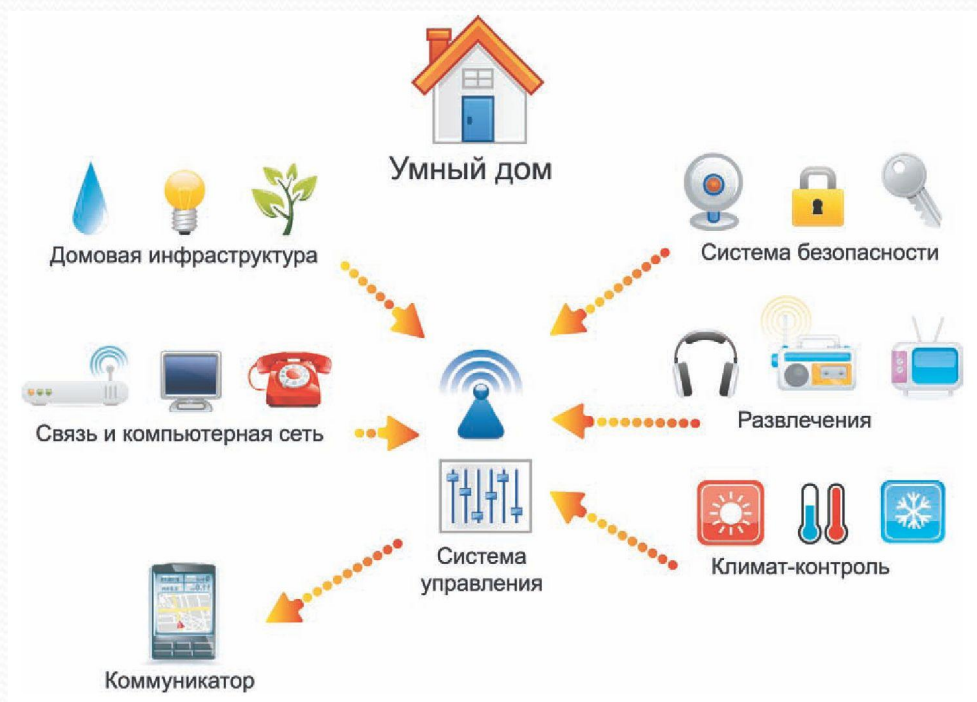 Умный дом
Домовая инфраструктура
Система безопасности
Связь и компьютерная сеть
Развлечения
Система
управления
Климат-контроль
Коммуникатор